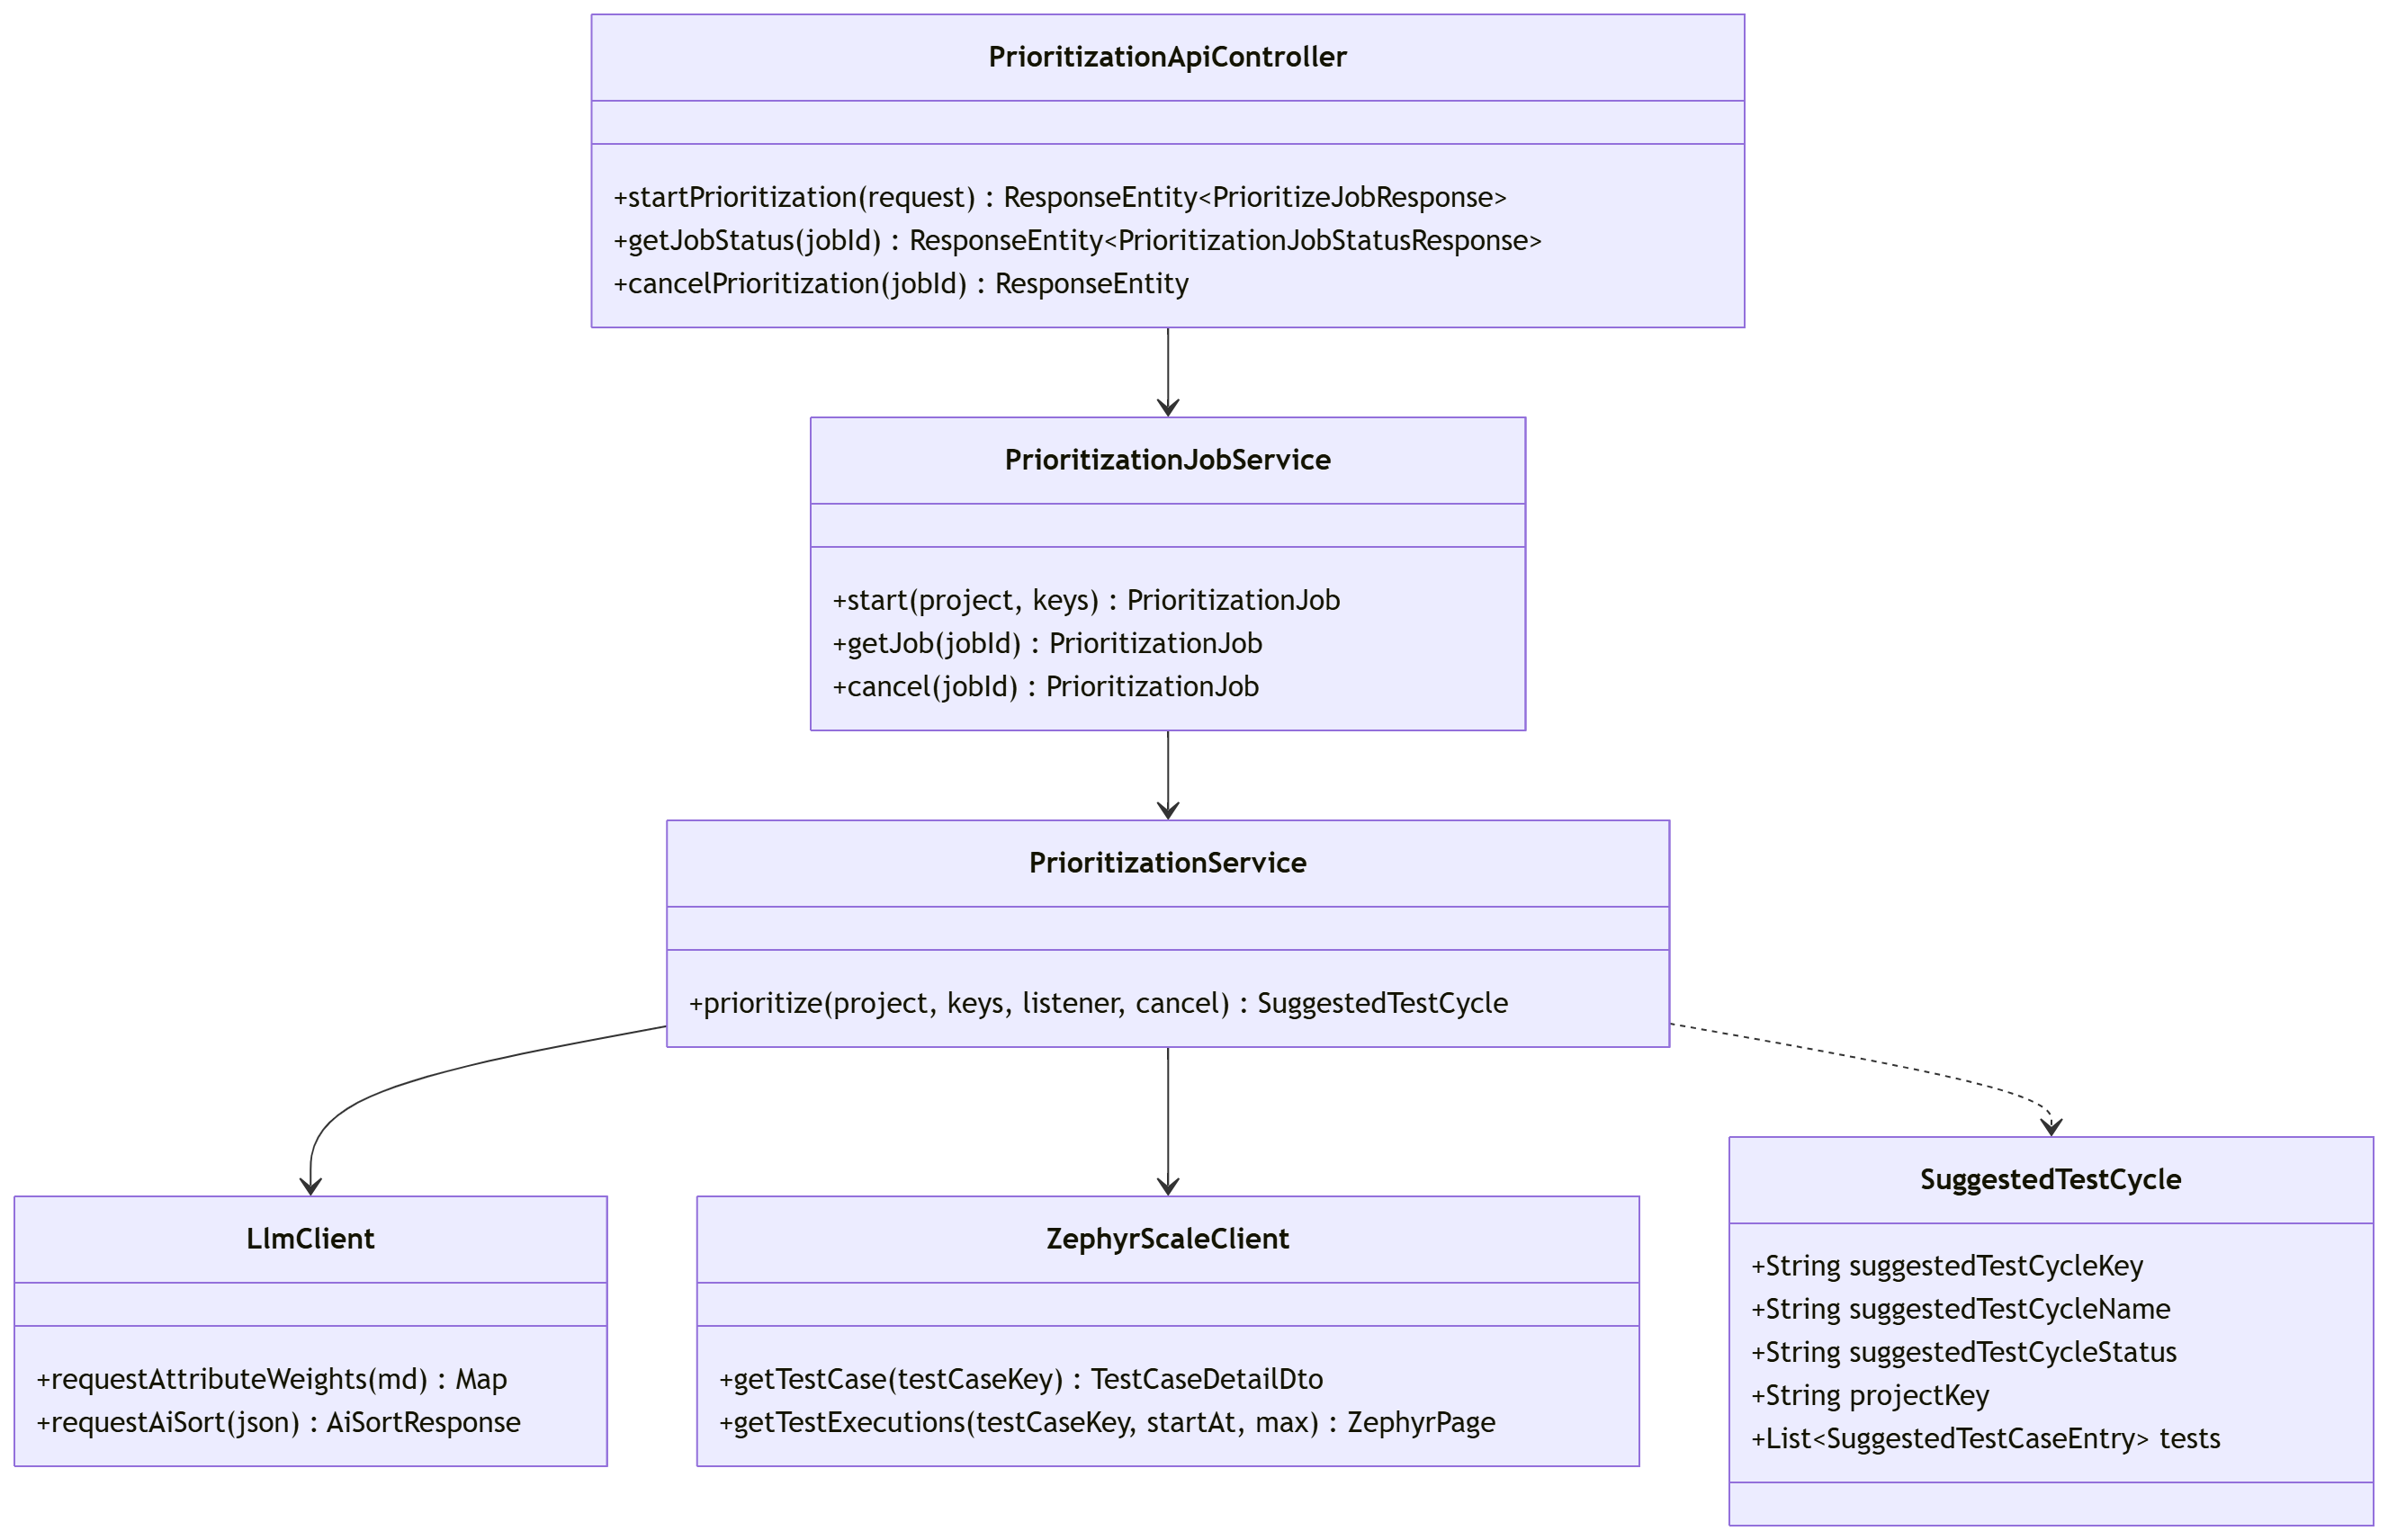 PrioritizationApiController
+startPrioritization(request) : ResponseEntity<PrioritizeJobResponse>
+getJobStatus(jobId) : ResponseEntity<PrioritizationJobStatusResponse>
+cancelPrioritization(jobId) : ResponseEntity
PrioritizationJobService
+start(project, keys) : PrioritizationJob
+getJob(jobId) : PrioritizationJob
+cancel(jobId) : PrioritizationJob
PrioritizationService
+prioritize(project, keys, listener, cancel) : SuggestedTestCycle
LlmClient
+requestAttributeWeights(md) : Map
+requestAiSort(json) : AiSortResponse
ZephyrScaleClient
+getTestCase(testCaseKey) : TestCaseDetailDto
+getTestExecutions(testCaseKey, startAt, max) : ZephyrPage
SuggestedTestCycle
+String suggestedTestCycleKey
+String suggestedTestCycleName
+String suggestedTestCycleStatus
+String projectKey
+List<SuggestedTestCaseEntry> tests